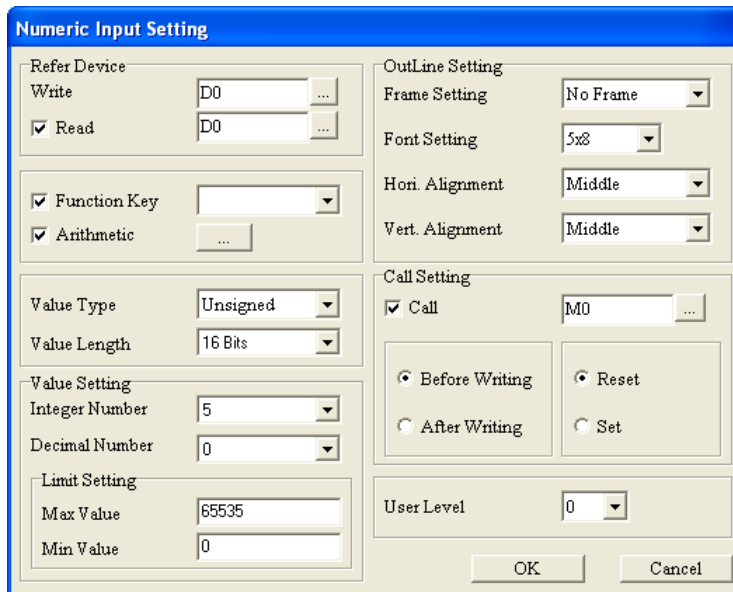 Numeric Input Setting
Refer Device
Write D0 ...
Read D0 ...
Function Key
Arithmetic ...
Value Type Unsigned
Value Length 16 Bits
Value Setting
Integer Number 5
Decimal Number 0
Limit Setting
Max Value 65535
Min Value 0
OutLine Setting
Frame Setting No Frame
Font Setting 5x8
Hori. Alignment Middle
Vert. Alignment Middle
Call Setting
Call M0 ...
Before Writing Reset
After Writing Set
User Level 0
OK Cancel